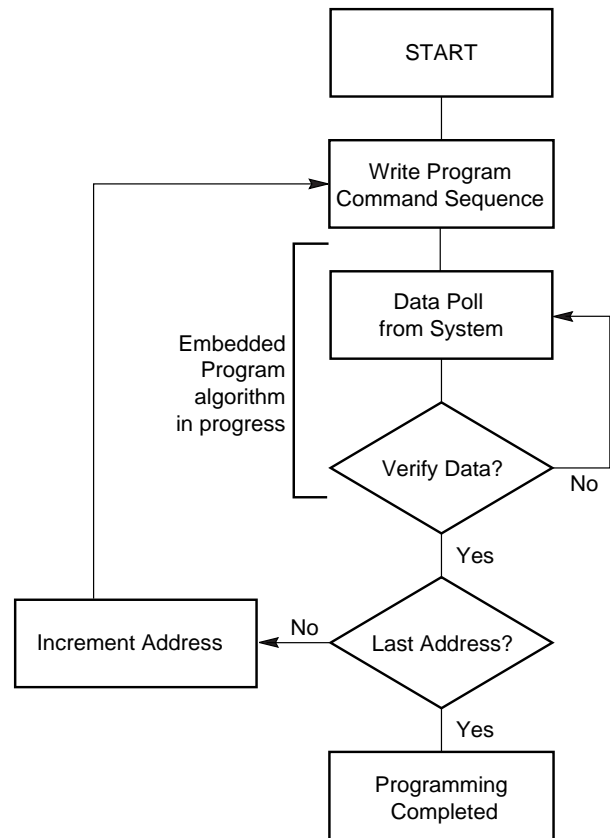 START
Write Program
Command Sequence
Data Poll
from System
Embedded
Program
algorithm
in progress
Verify Data?
No
Yes
Increment Address
No
Last Address?
Yes
Programming
Completed